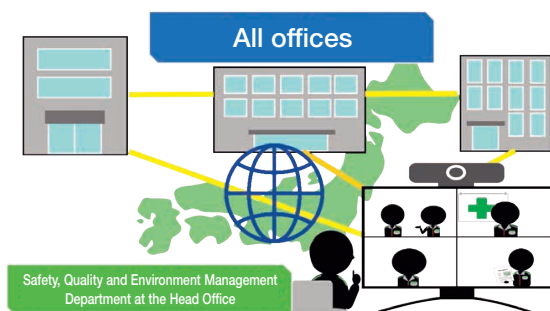 All offices
Safety, Quality and Environment Management
Department at the Head Office